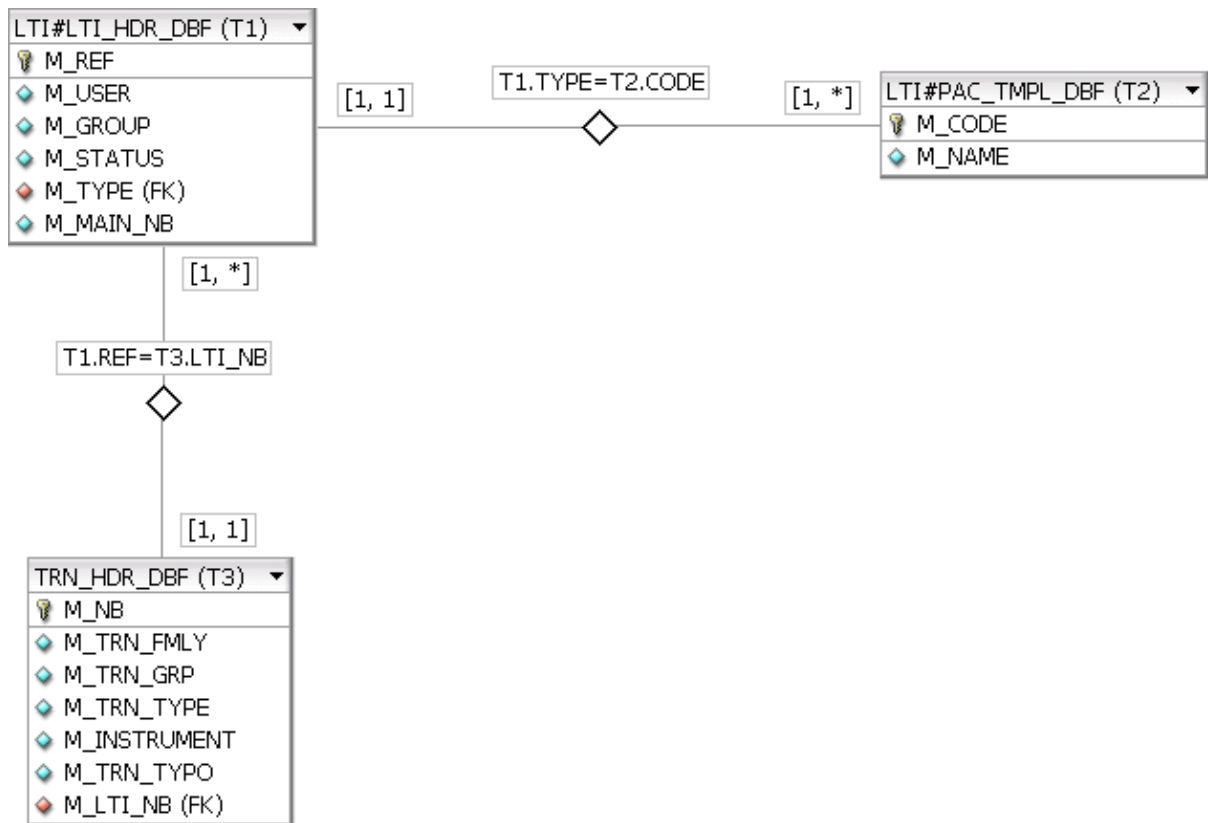 LTI#LTI_HDR_DBF (T1)
M_REF
M_USER
M_GROUP
M_STATUS
M_TYPE (FK)
M_MAIN_NB
[1, 1]
T1.TYPE=T2.CODE
[1, *]
LTI#PAC_TMPL_DBF (T2)
M_CODE
M_NAME
[1, *]
T1.REF=T3.LTI_NB
[1, 1]
TRN_HDR_DBF (T3)
M_NB
M_TRN_FMLY
M_TRN_GRP
M_TRN_TYPE
M_INSTRUMENT
M_TRN_TYPO
M_LTI_NB (FK)